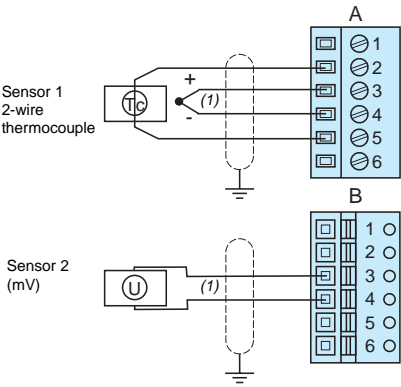 A
1
2
3
4
5
6
Sensor 1
2-wire
thermocouple
Tc
+
-
(1)
B
1
2
3
4
5
6
Sensor 2
(mV)
U
(1)